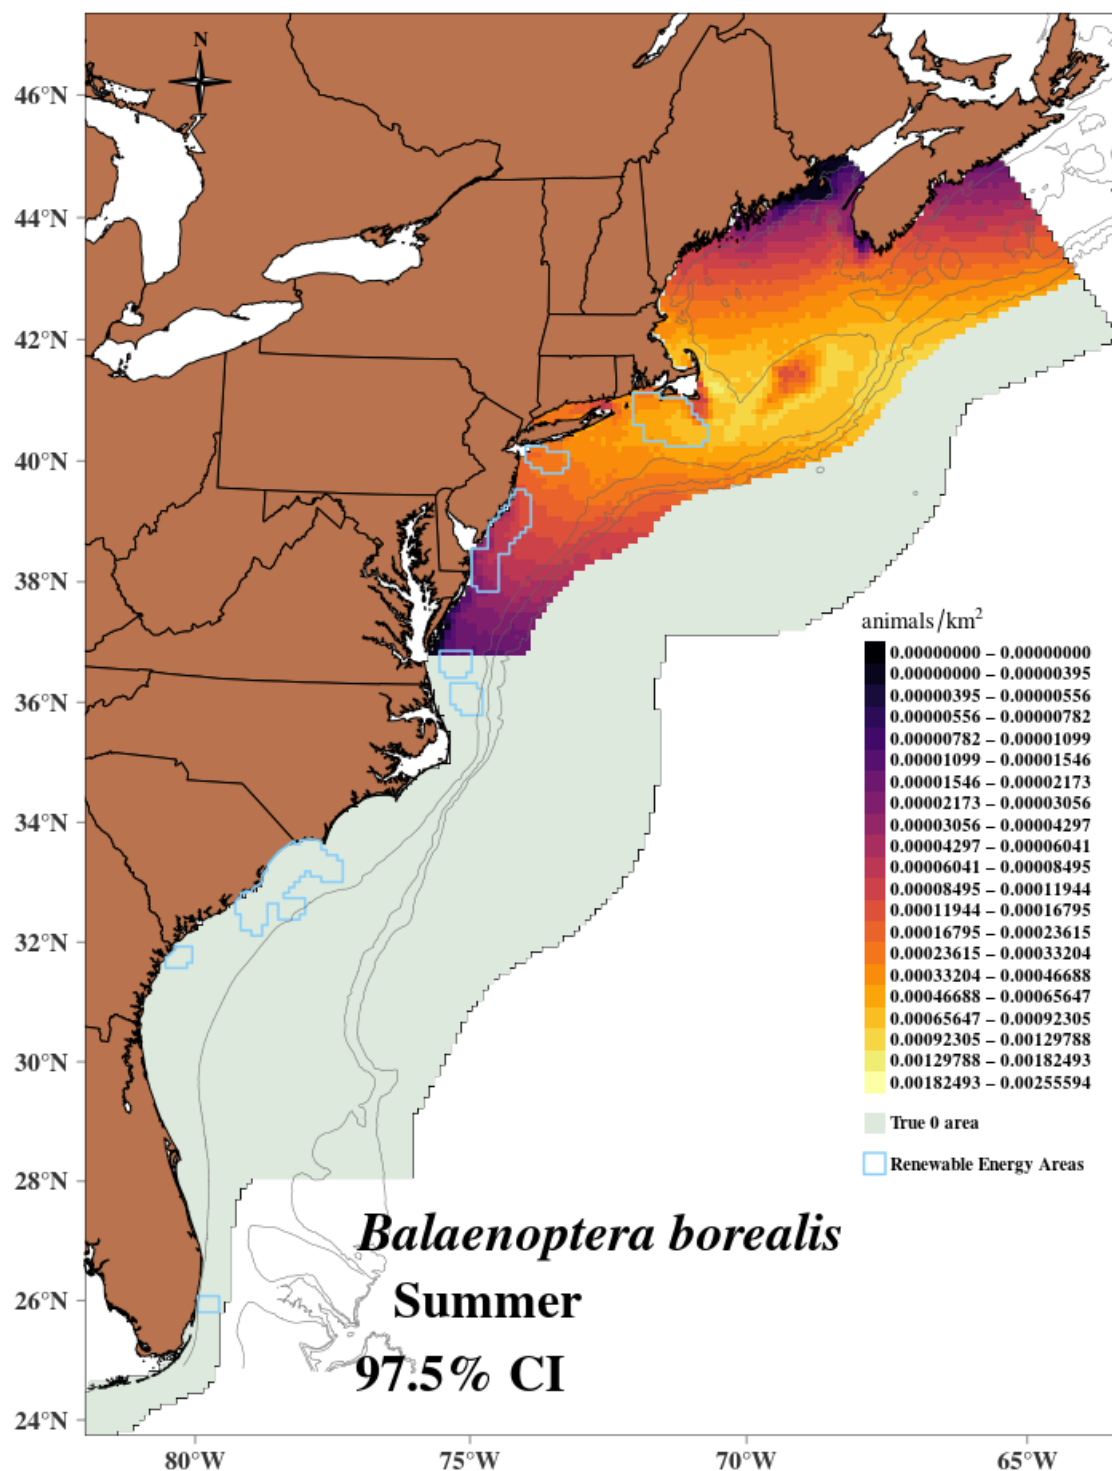 N
46°N
44°N
42°N
40°N
38°N
36°N
34°N
32°N
30°N
28°N
26°N
24°N
animals/km²
0.00000000 – 0.00000000
0.00000000 – 0.00000395
0.00000395 – 0.00000556
0.00000556 – 0.00000782
0.00000782 – 0.00001099
0.00001099 – 0.00001546
0.00001546 – 0.00002173
0.00002173 – 0.00003056
0.00003056 – 0.00004297
0.00004297 – 0.00006041
0.00006041 – 0.00008495
0.00008495 – 0.00011944
0.00011944 – 0.00016795
0.00016795 – 0.00023615
0.00023615 – 0.00033204
0.00033204 – 0.00046688
0.00046688 – 0.00065647
0.00065647 – 0.00092305
0.00092305 – 0.00129788
0.00129788 – 0.00182493
0.00182493 – 0.00255594
True 0 area
Renewable Energy Areas
Balaenoptera borealis
Summer
97.5% CI
80°W 75°W 70°W 65°W